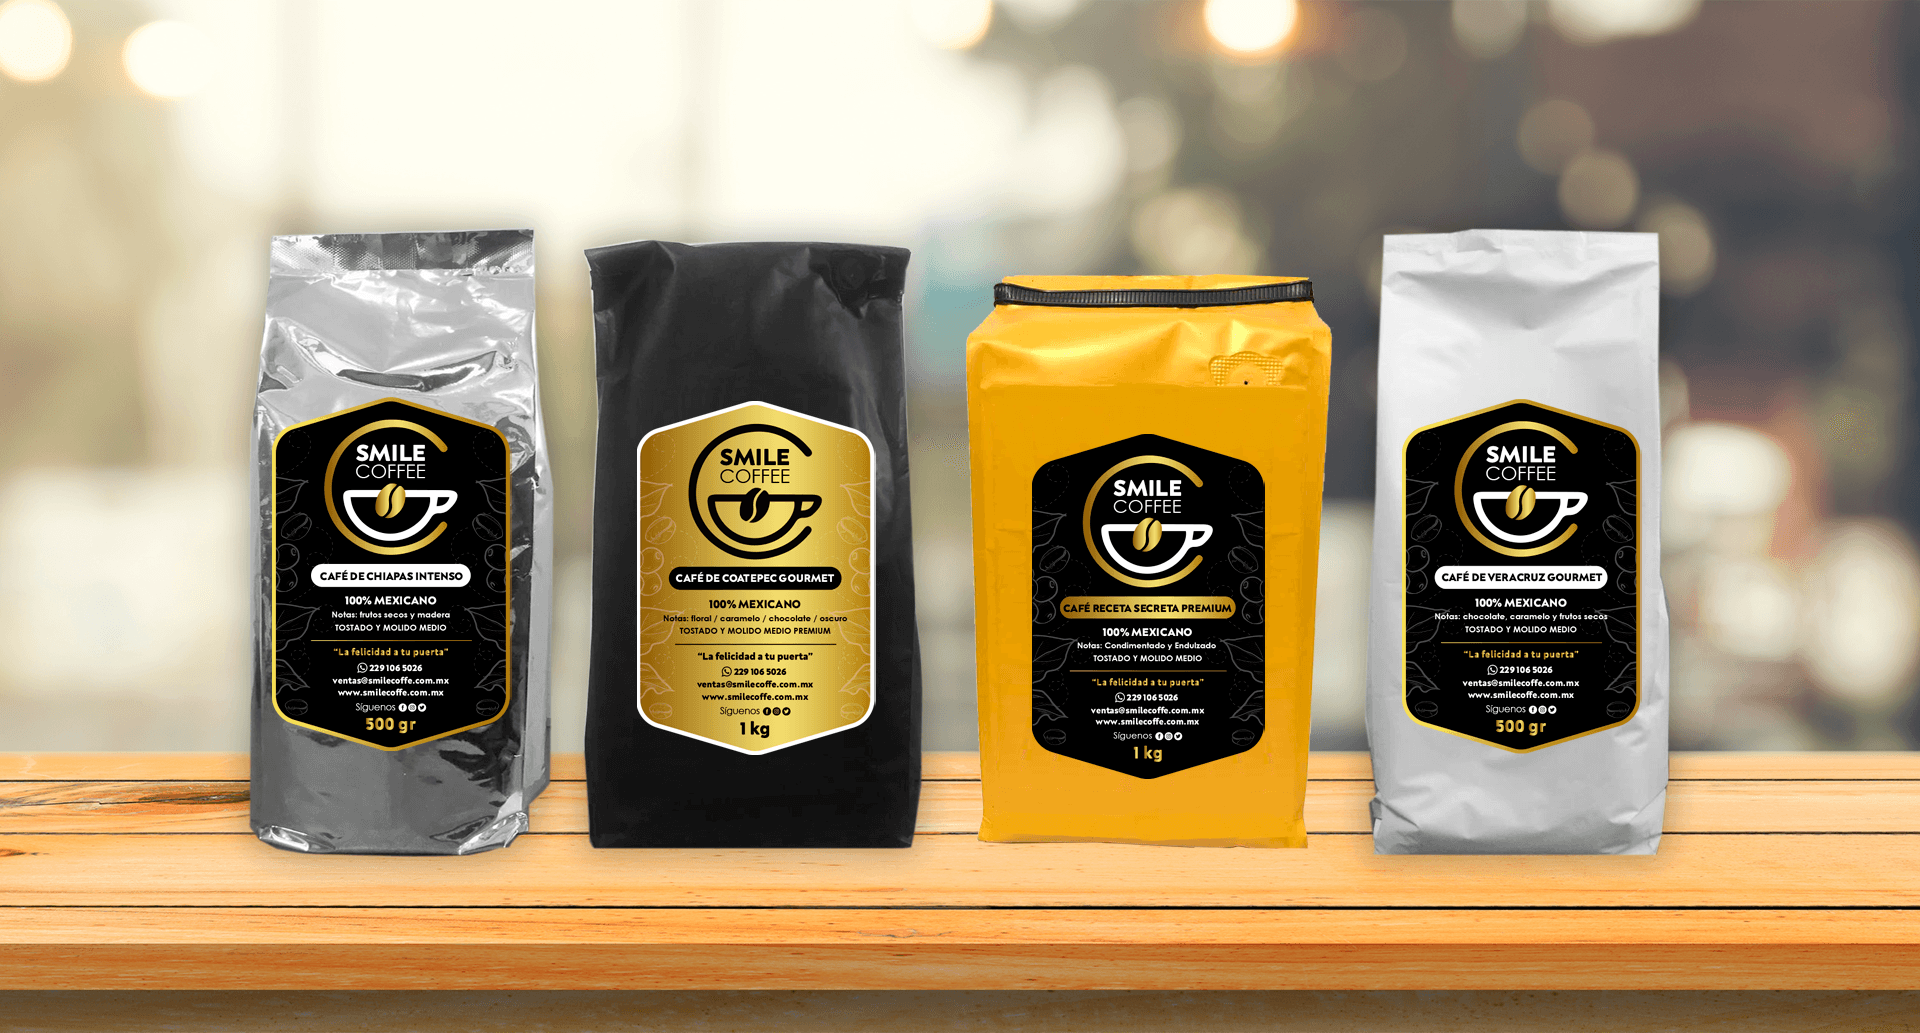 SMILE
COFFEE
CAFÉ DE CHIAPAS INTENSO
100% MEXICANO
Notas: frutos secos y madera
TOSTADO Y MOLIDO MEDIO
"La felicidad a tu puerta"
229 106 5026
ventas@smilecoffe.com.mx
www.smilecoffe.com.mx
Síguenos
500 gr
SMILE
COFFEE
CAFÉ DE COATEPEC GOURMET
100% MEXICANO
Notas: floral / caramelo / chocolate / oscuro
TOSTADO Y MOLIDO MEDIO PREMIUM
"La felicidad a tu puerta"
229 106 5026
ventas@smilecoffe.com.mx
www.smilecoffe.com.mx
Síguenos
1 kg
SMILE
COFFEE
CAFÉ RECETA SECRETA PREMIUM
100% MEXICANO
Notas: Condimentado y Endulzado
TOSTADO Y MOLIDO MEDIO
"La felicidad a tu puerta"
229 106 5026
ventas@smilecoffe.com.mx
www.smilecoffe.com.mx
Síguenos
1 kg
SMILE
COFFEE
CAFÉ DE VERACRUZ GOURMET
100% MEXICANO
Notas: chocolate, caramelo y frutos secos
TOSTADO Y MOLIDO MEDIO
"La felicidad a tu puerta"
229 106 5026
ventas@smilecoffe.com.mx
www.smilecoffe.com.mx
Síguenos
500 gr